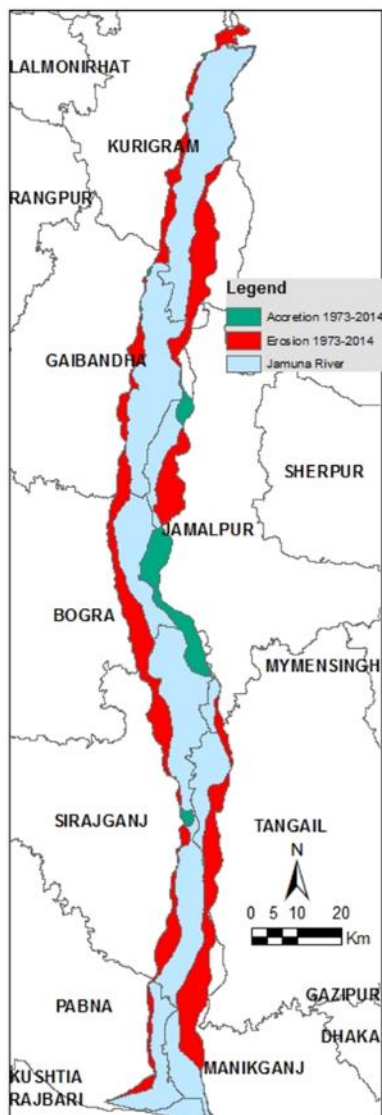 LALMONIRHAT
KURIGRAM
RANGPUR
Legend
Accretion 1973-2014
Erosion 1973-2014
Jamuna River
GAIBANDHA
SHERPUR
JAMALPUR
BOGRA
MYMENSINGH
SIRAJGANJ
TANGAIL
N
0 5 10 20
Km
GAZIPUR
PABNA
DHAKA
MANIKGANJ
KUSHTIA
RAJBARI